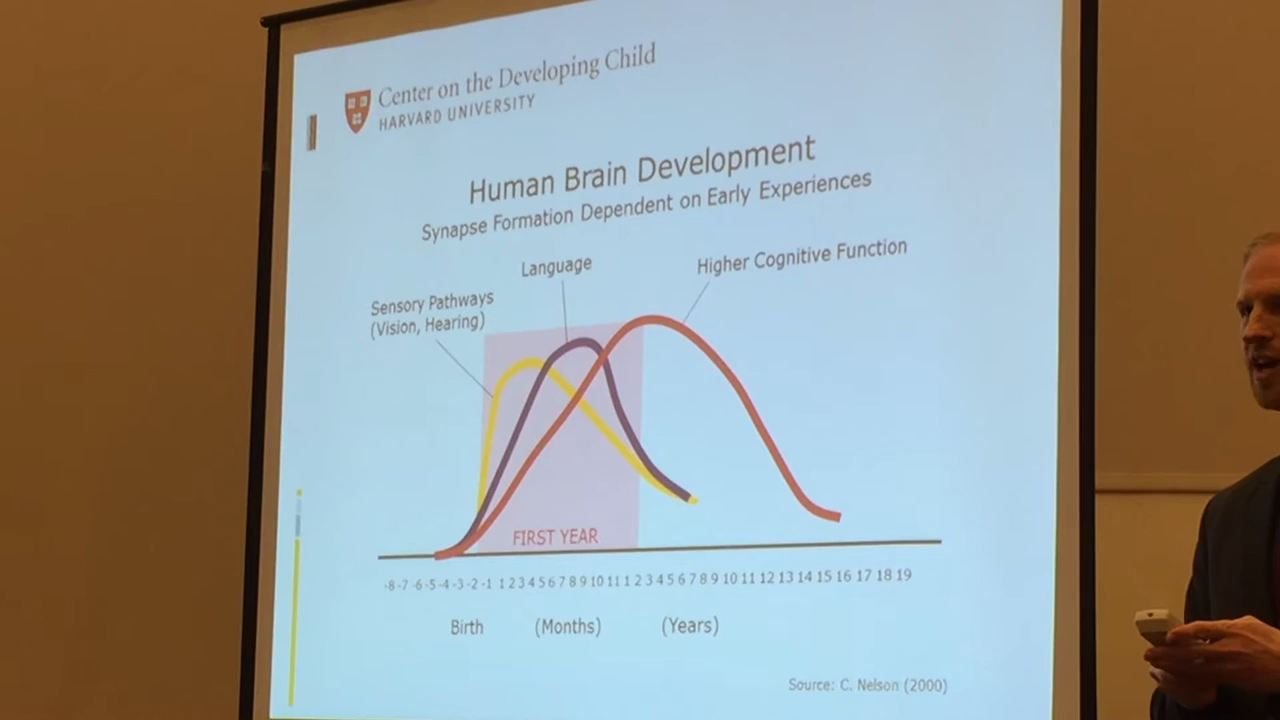 Center on the Developing Child
HARVARD UNIVERSITY
Human Brain Development
Synapse Formation Dependent on Early Experiences
Language
Higher Cognitive Function
Sensory Pathways
(Vision, Hearing)
FIRST YEAR
-8 -7 -6 -5 -4 -3 -2 -1 1 2 3 4 5 6 7 8 9 10 11 1 2 3 4 5 6 7 8 9 10 11 12 13 14 15 16 17 18 19
Birth (Months) (Years)
Source: C. Nelson (2000)